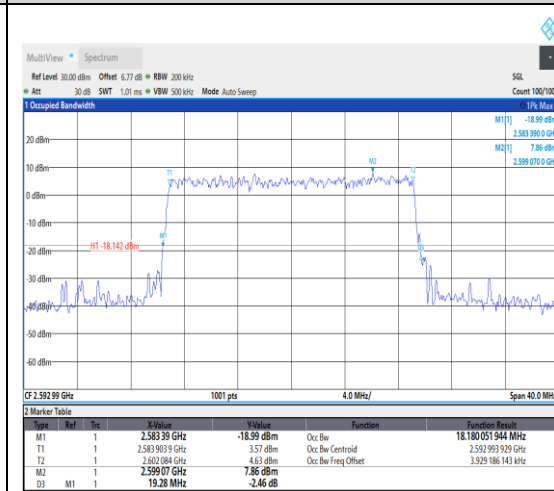 MultiView Spectrum
Ref Level 30.00 dBm Offset 6.77 dB RBW 200 kHz SGL
Att 30 dB SWT 1.01 ms VBW 500 kHz Mode Auto Sweep Count 100/100
1 Occupied Bandwidth 1Pk Max
M1[1] -18.99 dBm
2.583 390 0 GH
M2[1] 7.86 dBm
2.599 070 0 GH
20 dBm
10 dBm
0 dBm
-10 dBm
-20 dBm
-30 dBm
-40 dBm
-50 dBm
-60 dBm
T1
M2
T2
M1
H1 -18.142 dBm
D3
CF 2.592 99 GHz 1001 pts 4.0 MHz/ Span 40.0 MH
2 Marker Table
Type Ref Trc X-Value Y-Value Function Function Result
M1 1 2.583 39 GHz -18.99 dBm Occ Bw 18.180 051 944 MHz
T1 1 2.583 903 9 GHz 3.57 dBm Occ Bw Centroid 2.592 993 929 GHz
T2 1 2.602 084 GHz 4.63 dBm Occ Bw Freq Offset 3.929 186 143 kHz
M2 1 2.599 07 GHz 7.86 dBm
D3 M1 1 19.28 MHz -2.46 dB